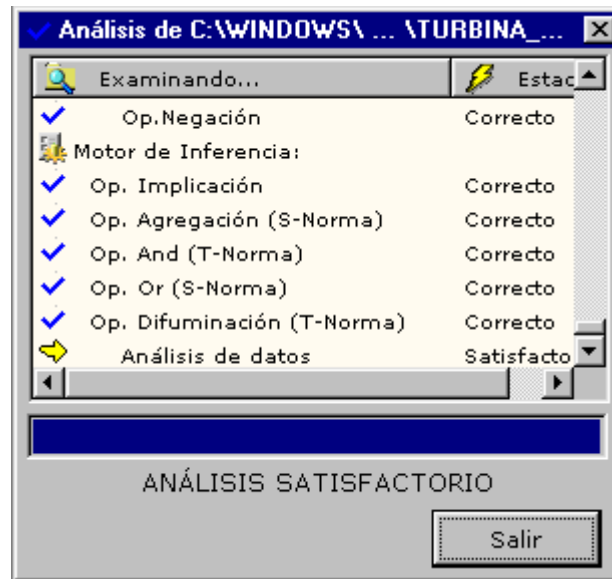 Análisis de C:\WINDOWS\ ... \TURBINA_...
Examinando... Estac
Op.Negación Correcto
Motor de Inferencia:
Op. Implicación Correcto
Op. Agregación (S-Norma) Correcto
Op. And (T-Norma) Correcto
Op. Or (S-Norma) Correcto
Op. Difuminación (T-Norma) Correcto
Análisis de datos Satisfacto
ANÁLISIS SATISFACTORIO
Salir